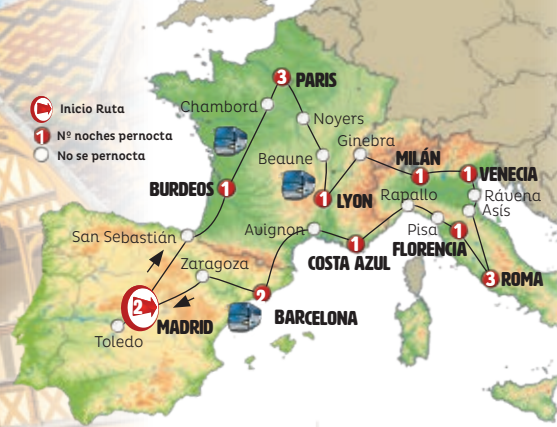 Inicio Ruta
1 Nº noches pernocta
No se pernocta
3 PARIS
Chambord
Noyers
Beaune
Ginebra
MILÁN
1
1 VENECIA
BURDEOS 1
1 LYON
Rapallo
Rávena
Asís
San Sebastián
Avignon
Pisa
1
FLORENCIA
1
COSTA AZUL
Zaragoza
3 ROMA
2
BARCELONA
2
MADRID
Toledo